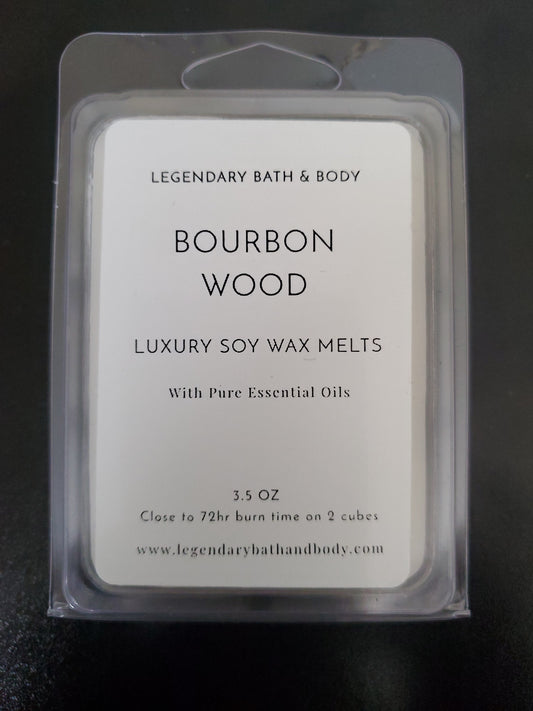 LEGENDARY BATH & BODY
BOURBON
WOOD
LUXURY SOY WAX MELTS
With Pure Essential Oils
3.5 OZ
Close to 72hr burn time on 2 cubes
www.legendarybathandbody.com